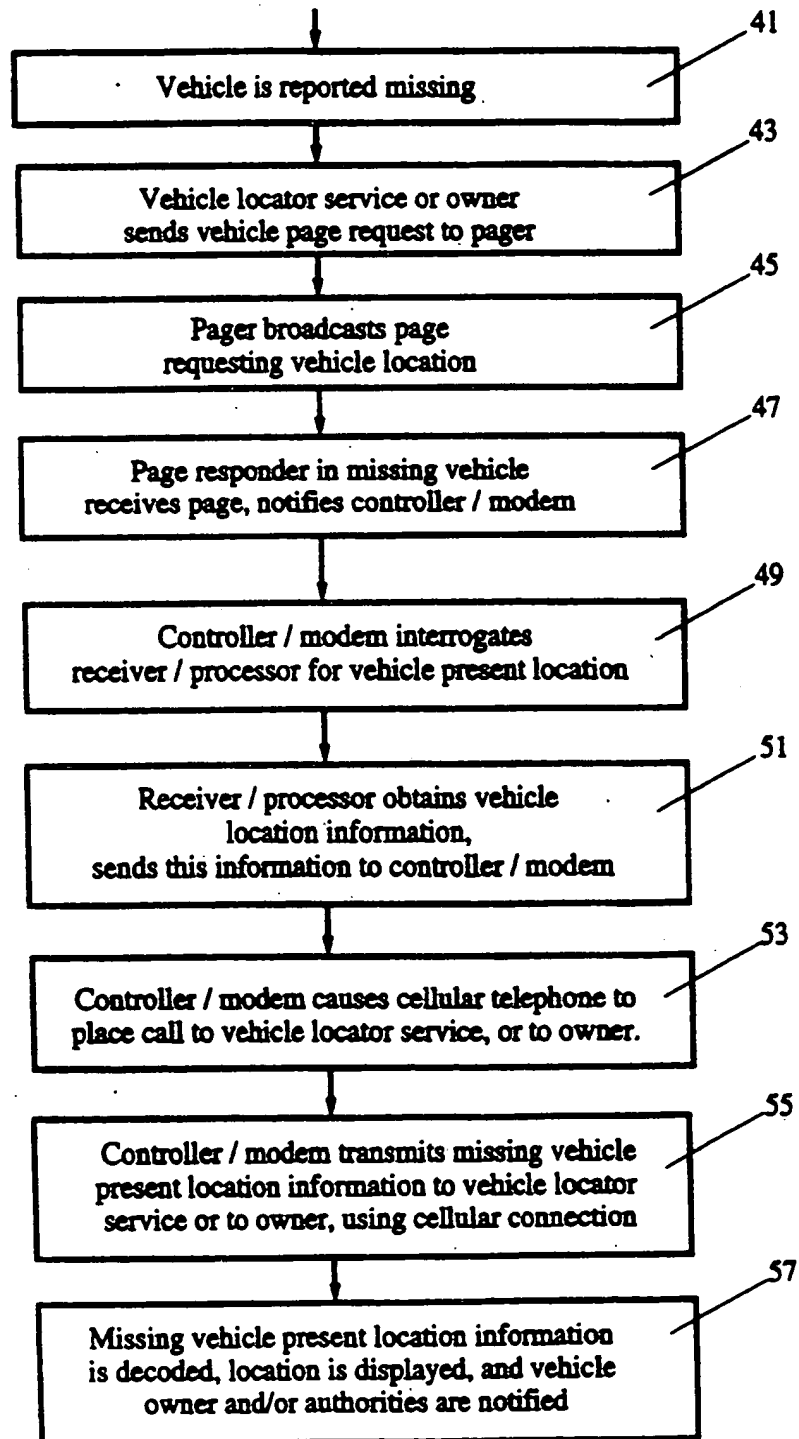 41
Vehicle is reported missing
43
Vehicle locator service or owner
sends vehicle page request to pager
45
Pager broadcasts page
requesting vehicle location
47
Page responder in missing vehicle
receives page, notifies controller / modem
49
Controller / modem interrogates
receiver / processor for vehicle present location
51
Receiver / processor obtains vehicle
location information,
sends this information to controller / modem
53
Controller / modem causes cellular telephone to
place call to vehicle locator service, or to owner.
55
Controller / modem transmits missing vehicle
present location information to vehicle locator
service or to owner, using cellular connection
57
Missing vehicle present location information
is decoded, location is displayed, and vehicle
owner and/or authorities are notified